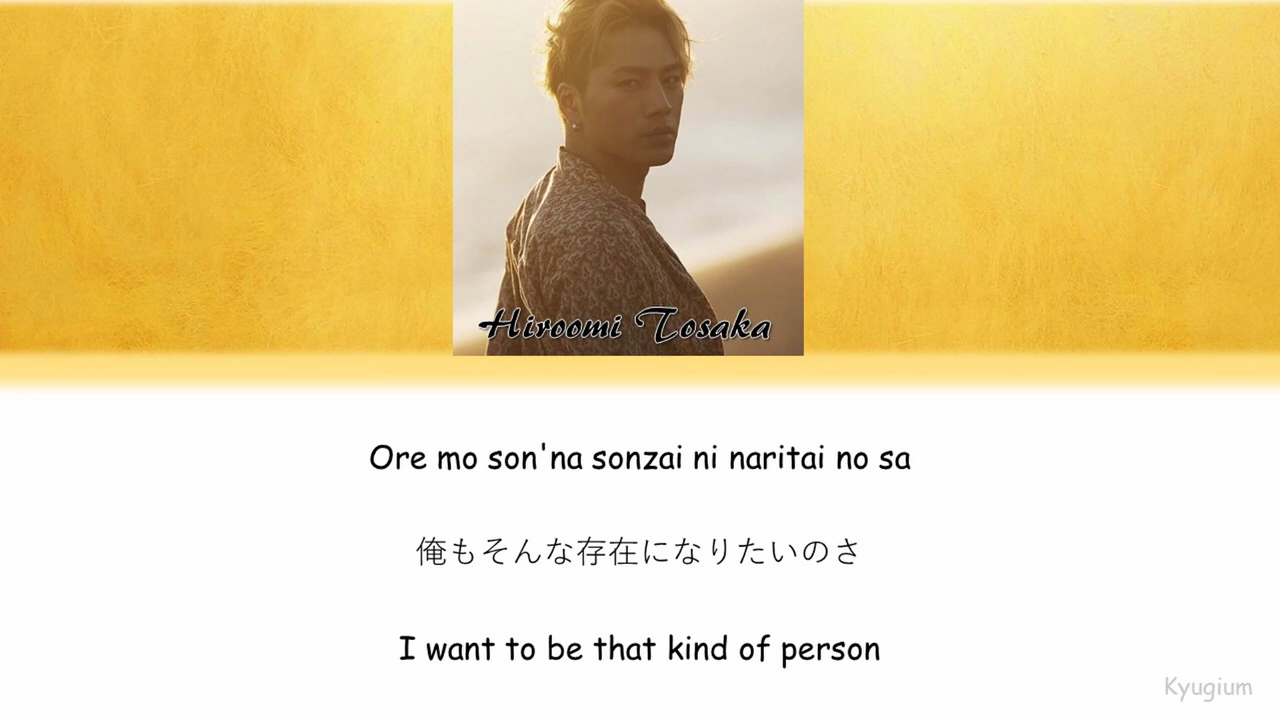 Hiroomi Tosaka
Ore mo son'na sonzai ni naritai no sa
俺もそんな存在になりたいのさ
I want to be that kind of person
Kyugium